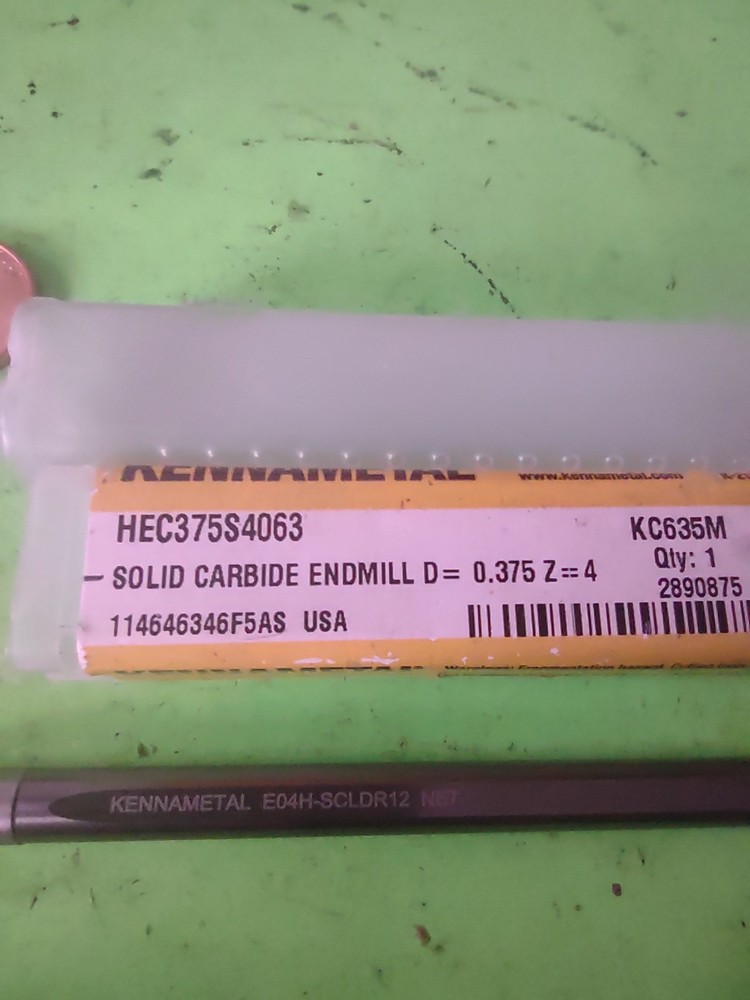 KENNAMETAL www.kennametal.com
HEC375S4063 KC635M
Qty: 1
SOLID CARBIDE ENDMILL D= 0.375 Z=4
2890875
114646346F5AS USA
KENNAMETAL E04H-SCLDR12 NET